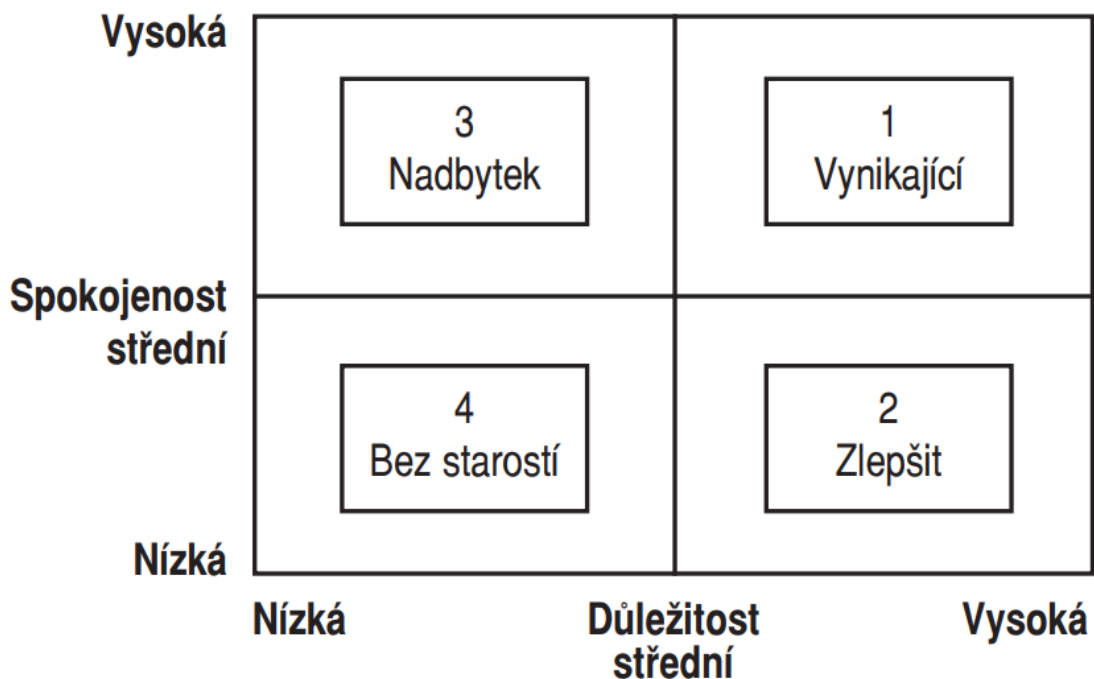 Vysoká
3
Nadbytek
1
Vynikající
Spokojenost
střední
4
Bez starostí
2
Zlepšit
Nízká
Nízká
Důležitost
střední
Vysoká